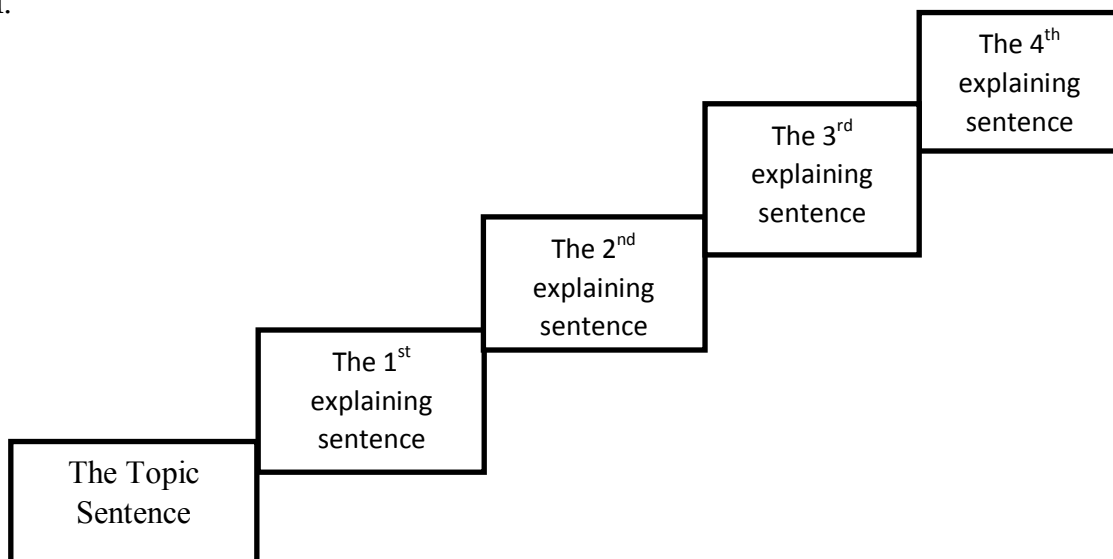 The 4th
explaining
sentence
The 3rd
explaining
sentence
The 2nd
explaining
sentence
The 1st
explaining
sentence
The Topic
Sentence